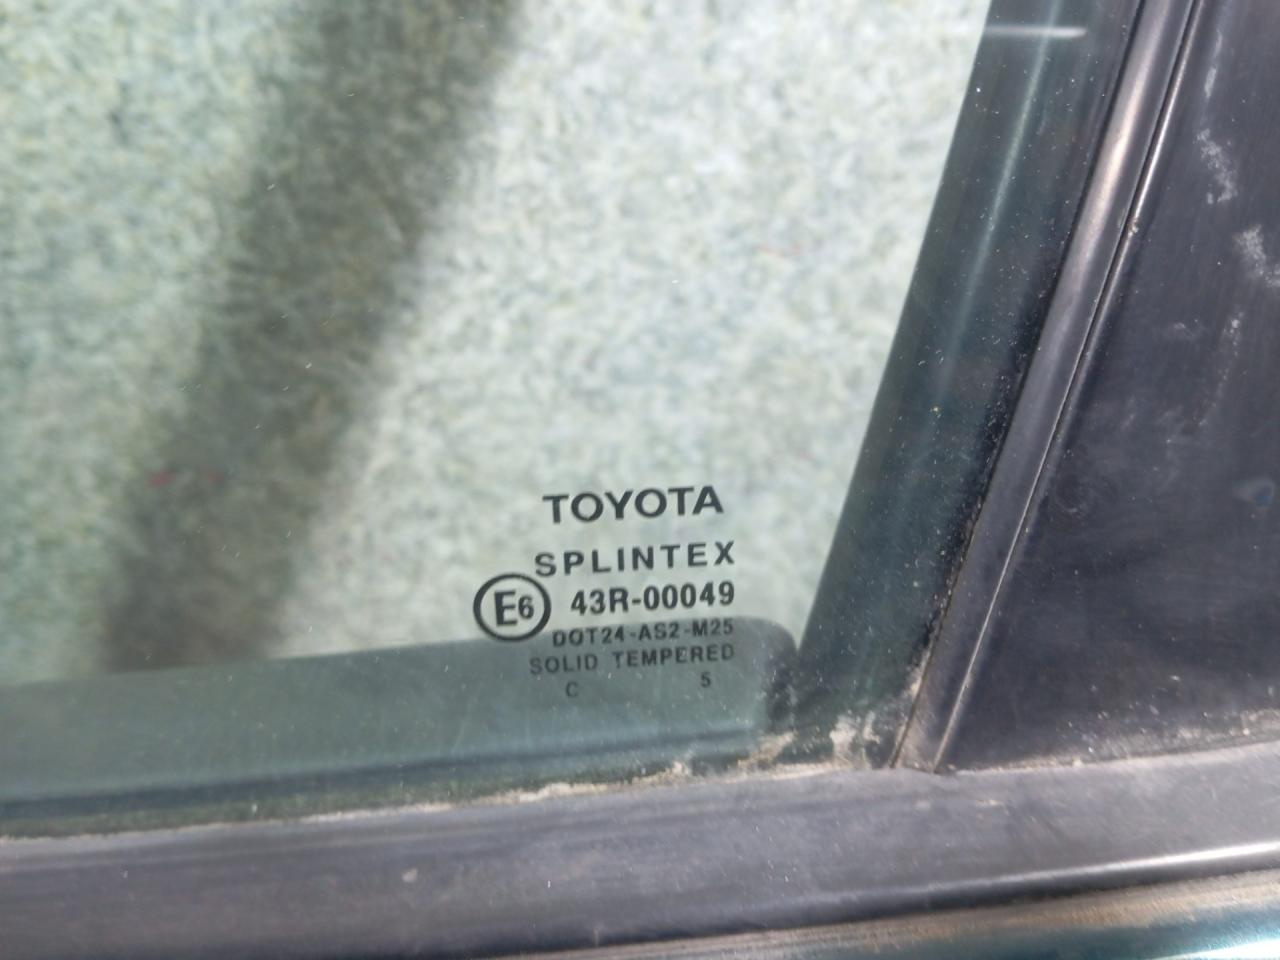 TOYOTA
SPLINTEX
E6 43R-00049
DOT24-AS2-M25
SOLID TEMPERED
C 5